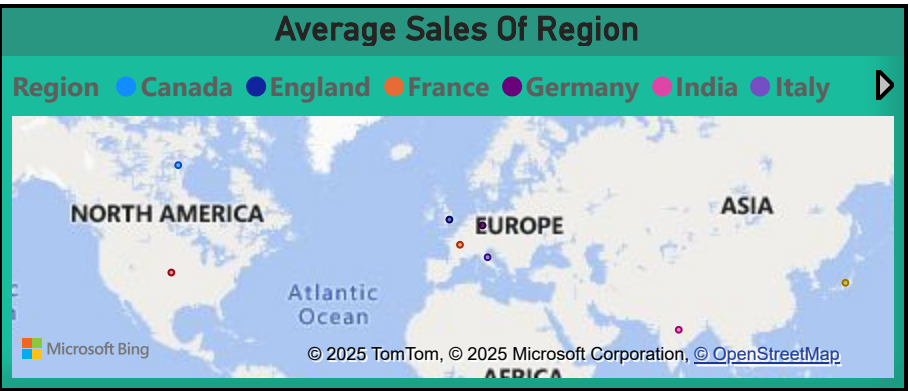 Average Sales Of Region
Region Canada England France Germany India Italy
NORTH AMERICA
EUROPE
ASIA
Atlantic
Ocean
Microsoft Bing
© 2025 TomTom, © 2025 Microsoft Corporation, © OpenStreetMap
AFRICA